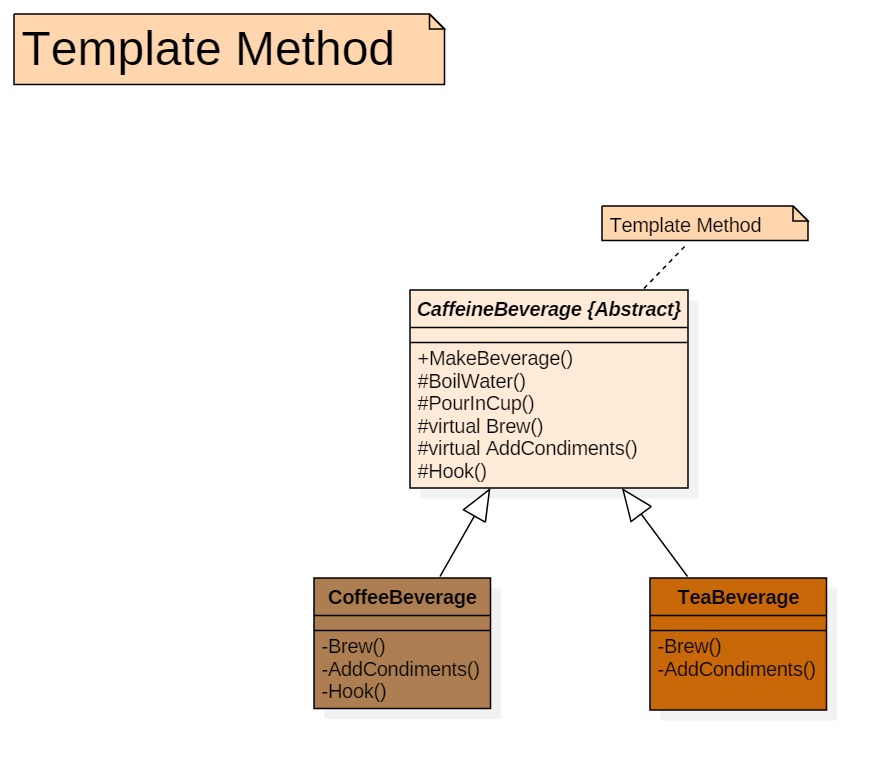 Template Method
Template Method
CaffeineBeverage {Abstract}
+MakeBeverage()
#BoilWater()
#PourInCup()
#virtual Brew()
#virtual AddCondiments()
#Hook()
CoffeeBeverage
-Brew()
-AddCondiments()
-Hook()
TeaBeverage
-Brew()
-AddCondiments()